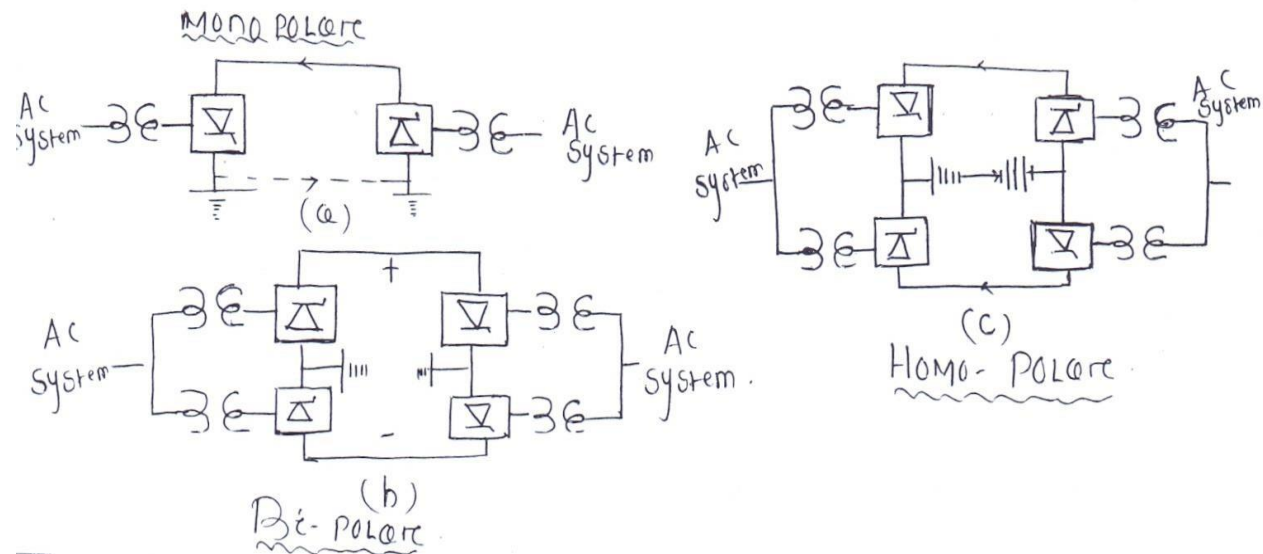 Mono Polare
AC
System
AC
System
(a)
AC
System
AC
System
(c)
Homo- Polare
AC
System
+
-
AC
System.
(b)
Bi- polare